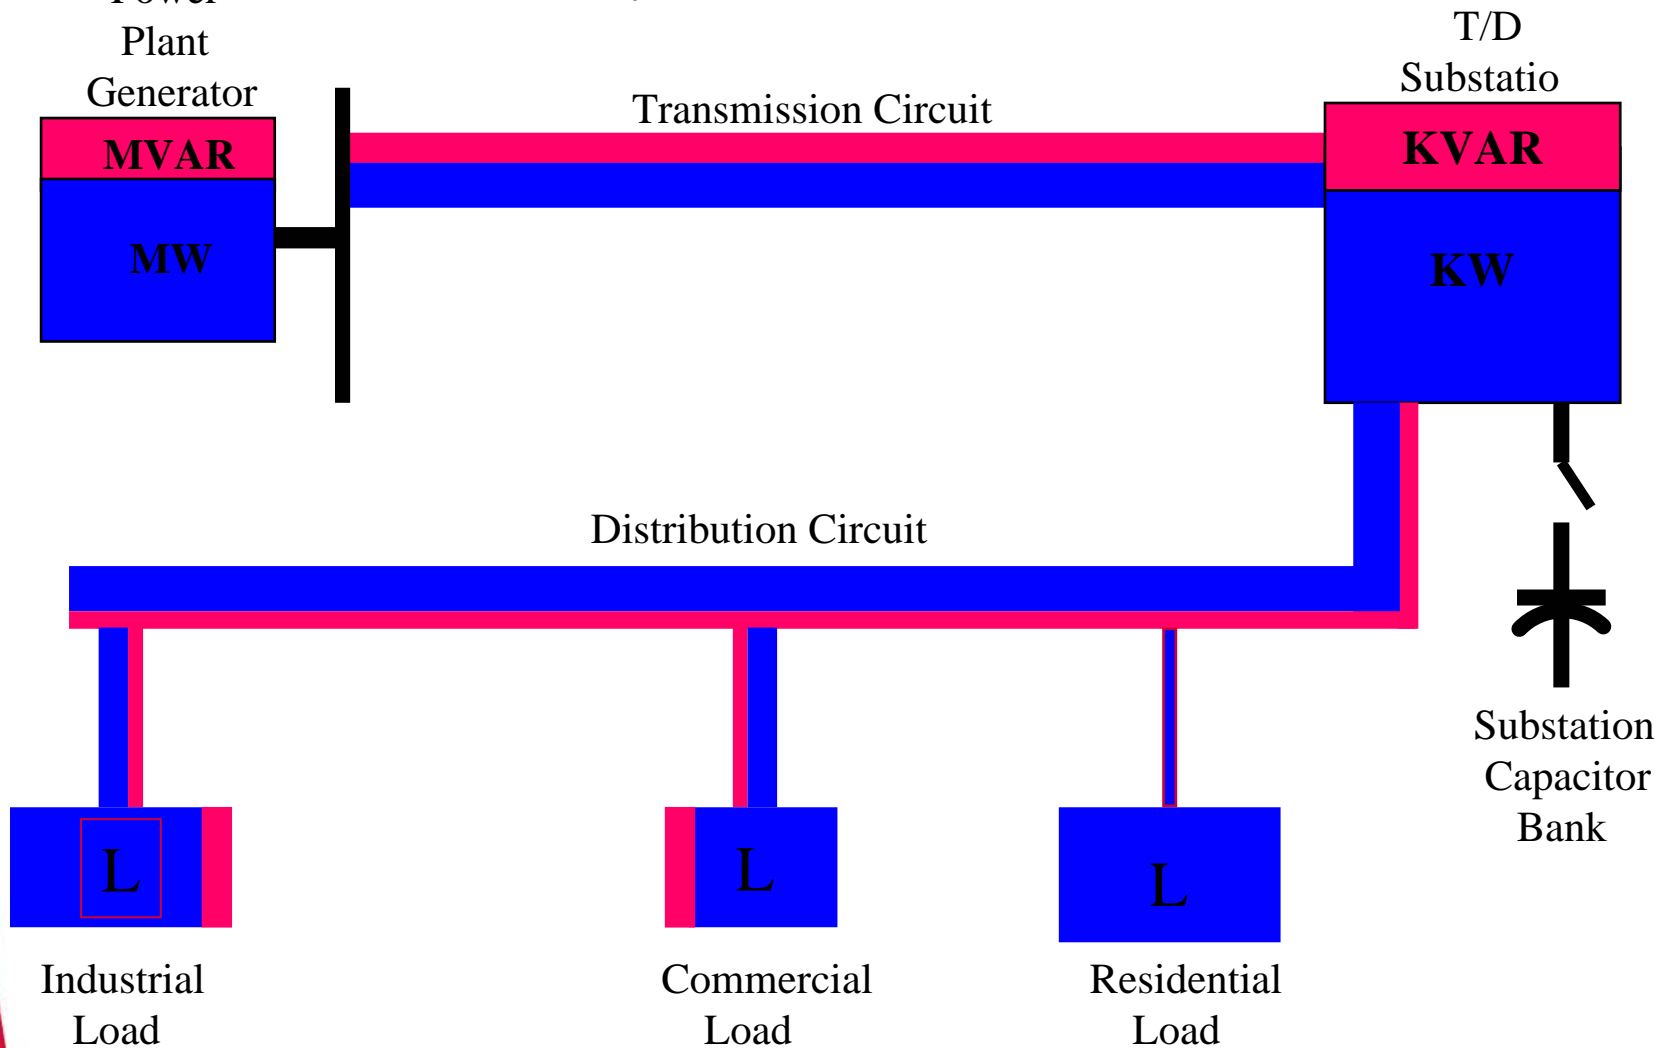 Power
Plant
Generator
T/D
Substatio
Transmission Circuit
MVAR
KVAR
MW
KW
Distribution Circuit
Substation
Capacitor
Bank
L
L
L
Industrial
Load
Commercial
Load
Residential
Load